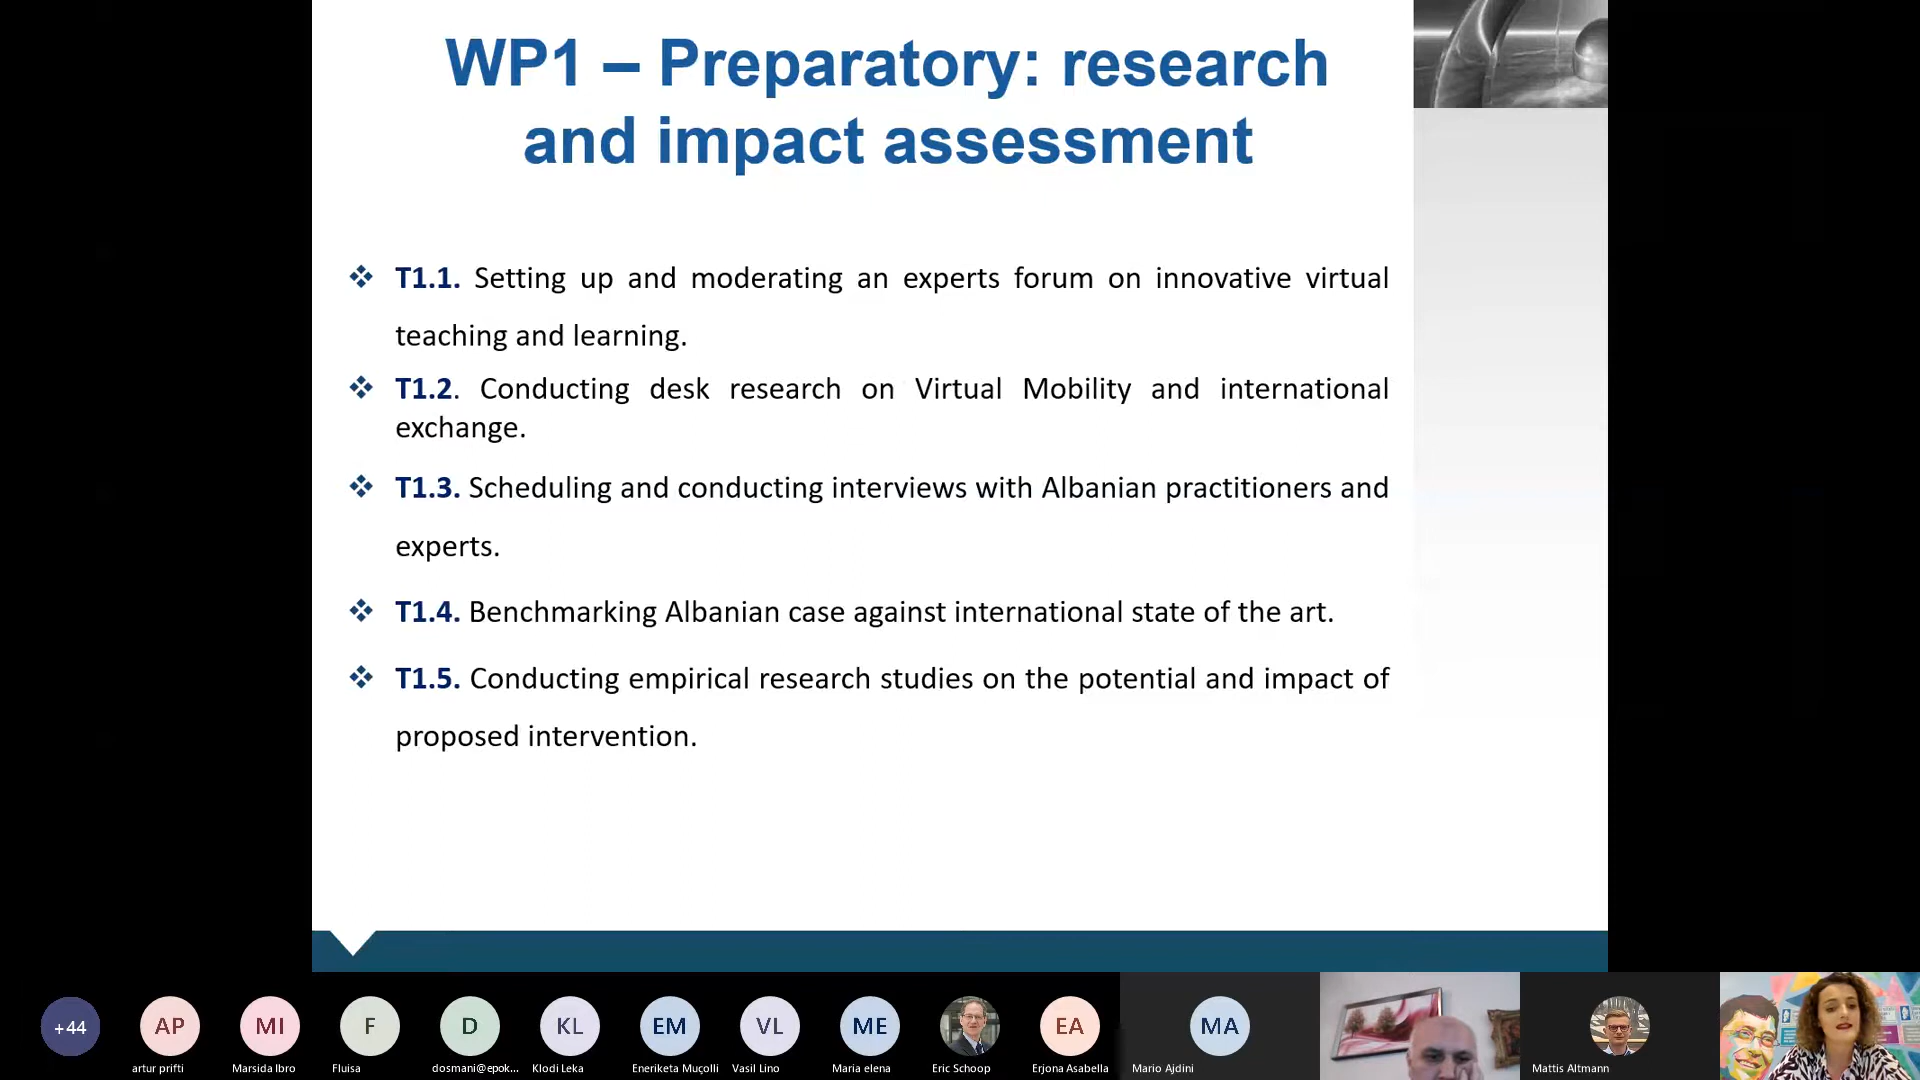 WP1 – Preparatory: research
and impact assessment
❖ T1.1. Setting up and moderating an experts forum on innovative virtual
teaching and learning.
❖ T1.2. Conducting desk research on Virtual Mobility and international
exchange.
❖ T1.3. Scheduling and conducting interviews with Albanian practitioners and
experts.
❖ T1.4. Benchmarking Albanian case against international state of the art.
❖ T1.5. Conducting empirical research studies on the potential and impact of
proposed intervention.
+44
AP
MI
F
D
KL
EM
VL
ME
EA
MA
artur prifti
Marsida Ibro
Fluisa
dosmani@epok...
Klodi Leka
Eneriketa Muçolli
Vasil Lino
Maria elena
Eric Schoop
Erjona Asabella
Mario Ajdini
Mattis Altmann